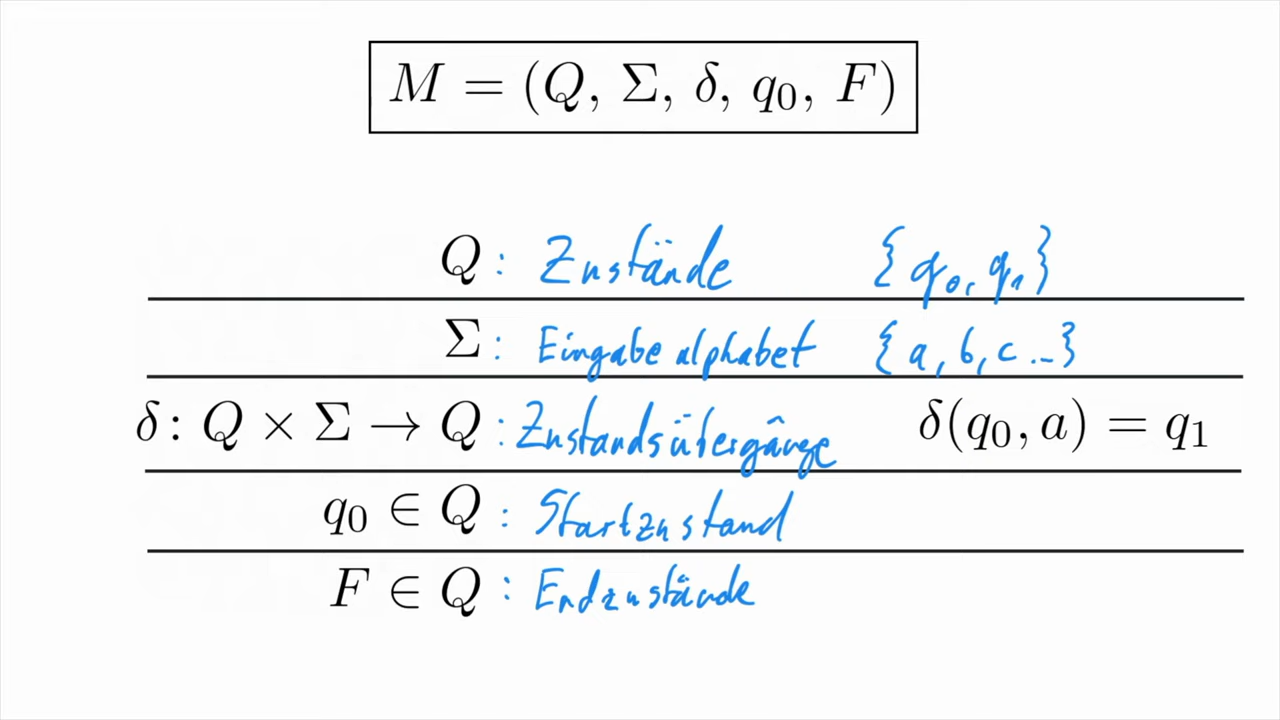 M = (Q, Σ, δ, q₀, F)
Q : Zustände {q₀, q₁}
Σ : Eingabealphabet {a, b, c ..}
δ: Q × Σ → Q : Zustandsübergänge δ(q₀, a) = q₁
q₀ ∈ Q : Startzustand
F ∈ Q : Endzustände